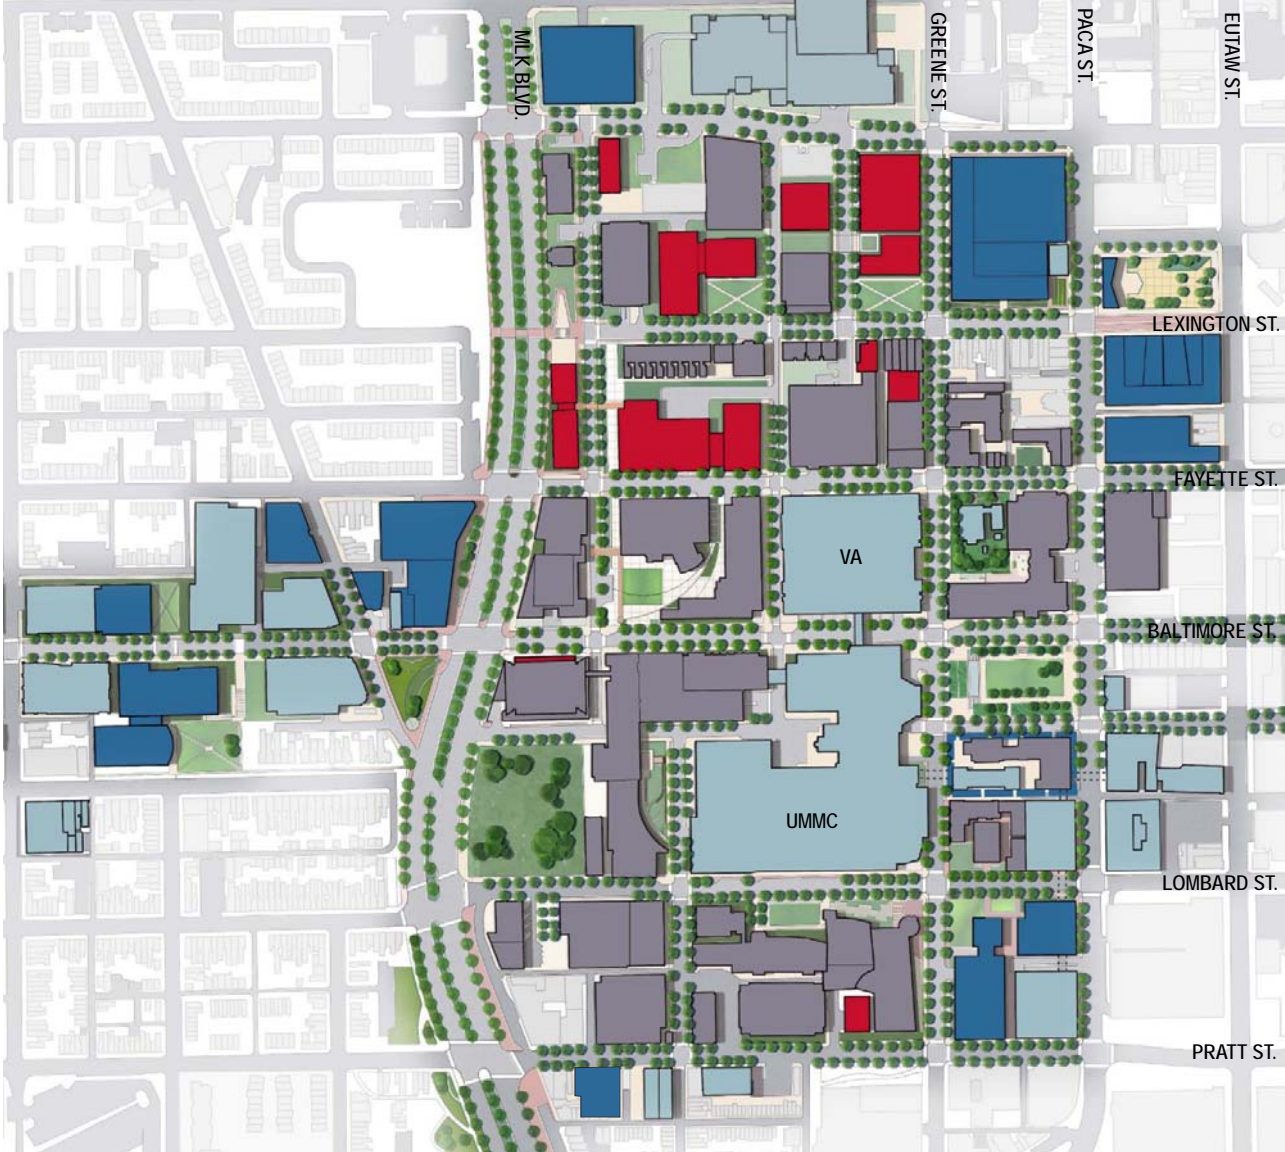 MLK BLVD.
GREENE ST.
PACA ST.
EUTAW ST.
LEXINGTON ST.
FAYETTE ST.
VA
BALTIMORE ST.
UMMC
LOMBARD ST.
PRATT ST.